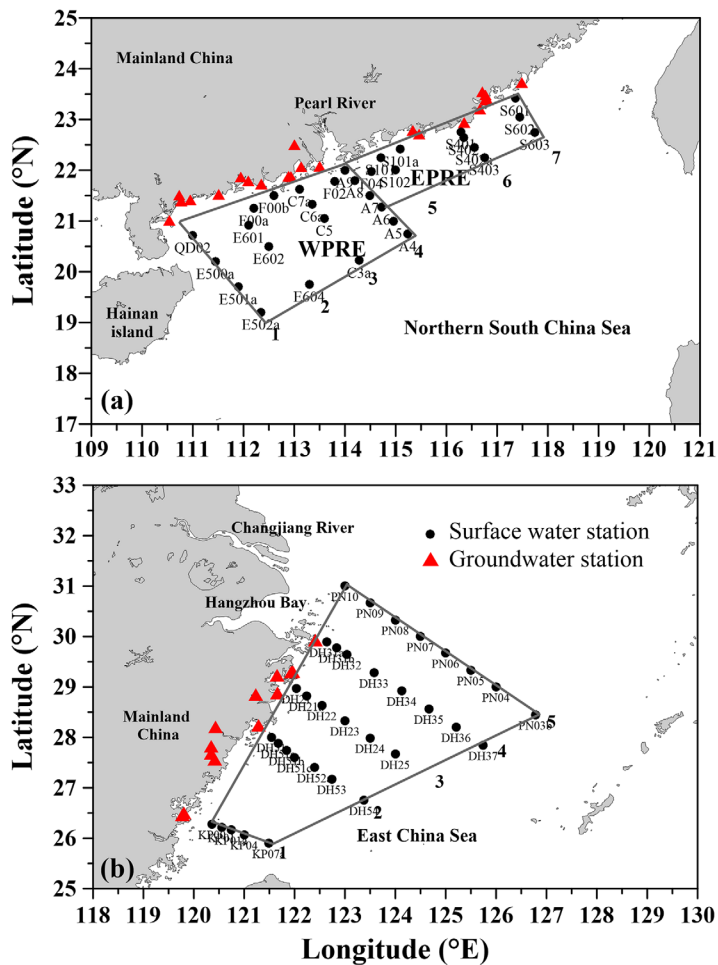 25
24
23
22
21
20
19
18
17
Latitude (°N)
Mainland China
Pearl River
S601
S602
S603
7
S101a
S102
S403
6
EPRE
5
F02
A8
A7
A6
A5
A4
4
C7a
C6a
C5
F00b
F00a
E601
E602
WPRE
QD02
E500a
E501a
E502a
E604
C3a
3
2
1
Hainan
island
Northern South China Sea
(a)
109 110 111 112 113 114 115 116 117 118 119 120 121
33
32
31
30
29
28
27
26
25
Latitude (°N)
Changjiang River
Surface water station
Groundwater station
Hangzhou Bay
PN10
PN09
PN08
PN07
PN06
PN05
PN04
5
DH32
DH33
DH34
DH35
DH36
DH37
4
DH21
DH22
DH23
DH24
DH25
3
Mainland
China
DH52
DH53
DH54
2
KP04
1
East China Sea
(b)
118 119 120 121 122 123 124 125 126 127 128 129 130
Longitude (°E)